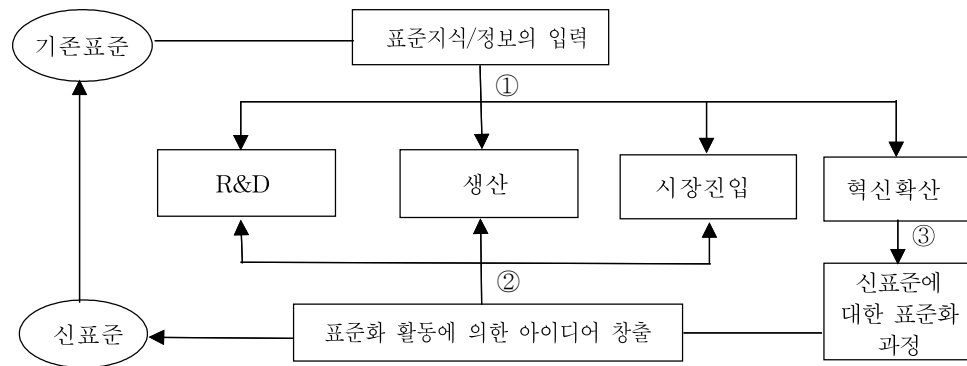 기존표준
표준지식/정보의 입력
①
R&D
생산
시장진입
혁신확산
③
②
신표준에
대한 표준화
과정
신표준
표준화 활동에 의한 아이디어 창출